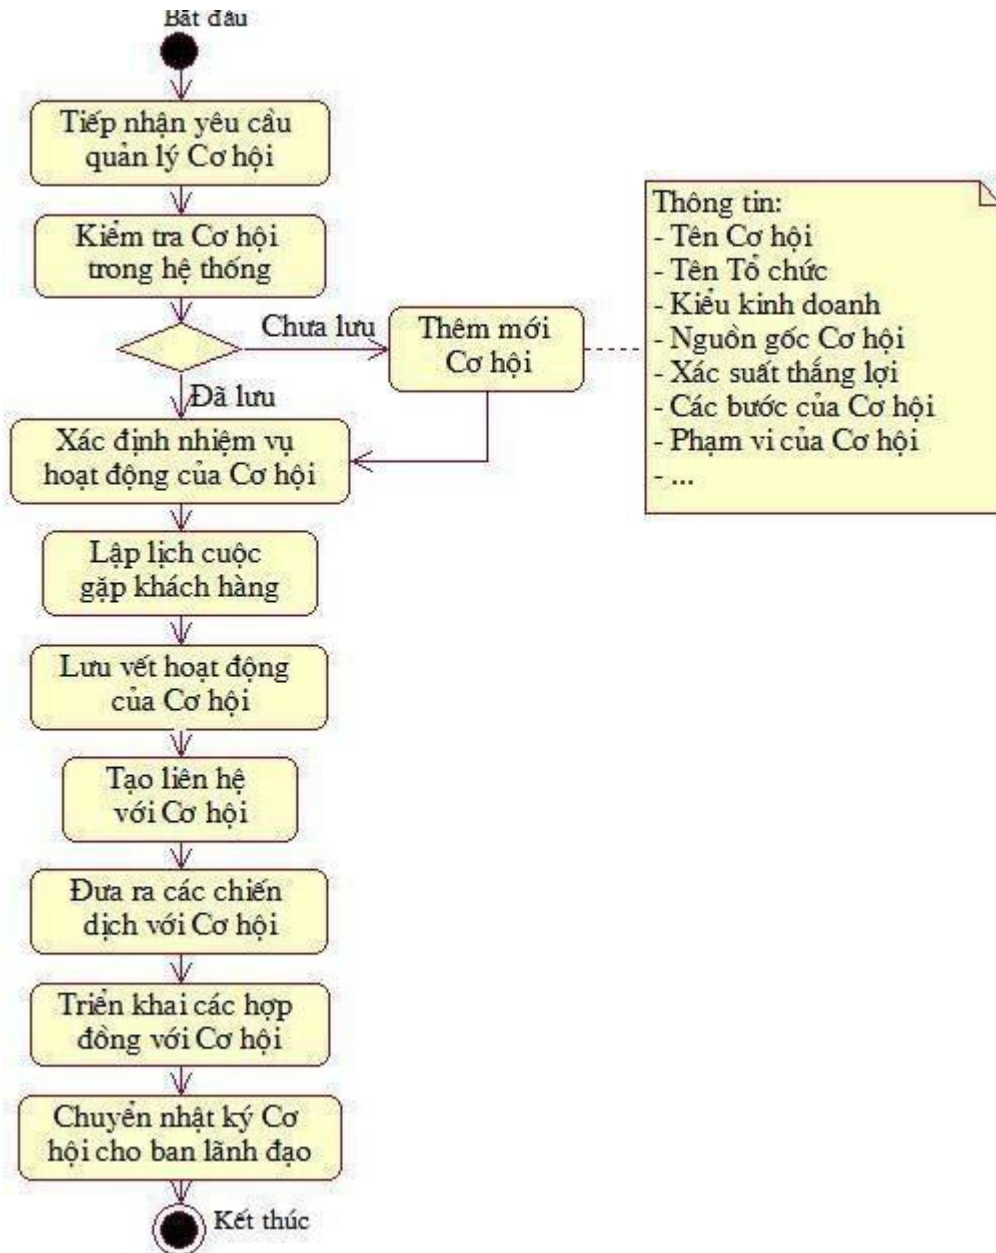 Bắt đầu
Tiếp nhận yêu cầu
quản lý Cơ hội
Kiểm tra Cơ hội
trong hệ thống
Chưa lưu
Thêm mới
Cơ hội
Thông tin:
- Tên Cơ hội
- Tên Tổ chức
- Kiểu kinh doanh
- Nguồn gốc Cơ hội
- Xác suất thắng lợi
- Các bước của Cơ hội
- Phạm vi của Cơ hội
- ...
Đã lưu
Xác định nhiệm vụ
hoạt động của Cơ hội
Lập lịch cuộc
gặp khách hàng
Lưu vết hoạt động
của Cơ hội
Tạo liên hệ
với Cơ hội
Đưa ra các chiến
dịch với Cơ hội
Triển khai các hợp
đồng với Cơ hội
Chuyển nhật ký Cơ
hội cho ban lãnh đạo
Kết thúc